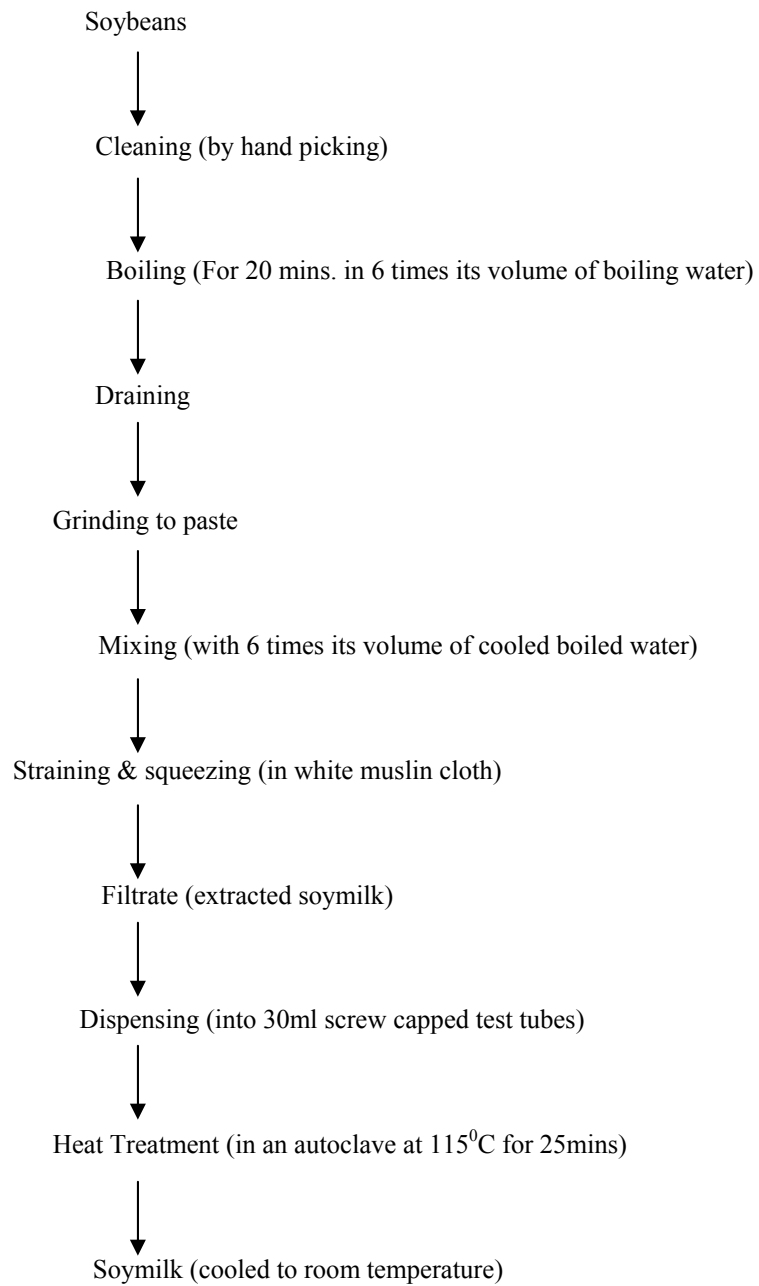 Soybeans
Cleaning (by hand picking)
Boiling (For 20 mins. in 6 times its volume of boiling water)
Draining
Grinding to paste
Mixing (with 6 times its volume of cooled boiled water)
Straining & squeezing (in white muslin cloth)
Filtrate (extracted soymilk)
Dispensing (into 30ml screw capped test tubes)
Heat Treatment (in an autoclave at 115⁰C for 25mins)
Soymilk (cooled to room temperature)